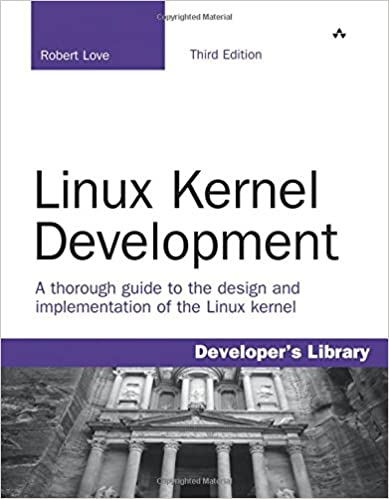 Copyrighted Material
Robert Love
Third Edition
Linux Kernel
Development
A thorough guide to the design and
implementation of the Linux kernel
Developer's Library
Copyrighted Material